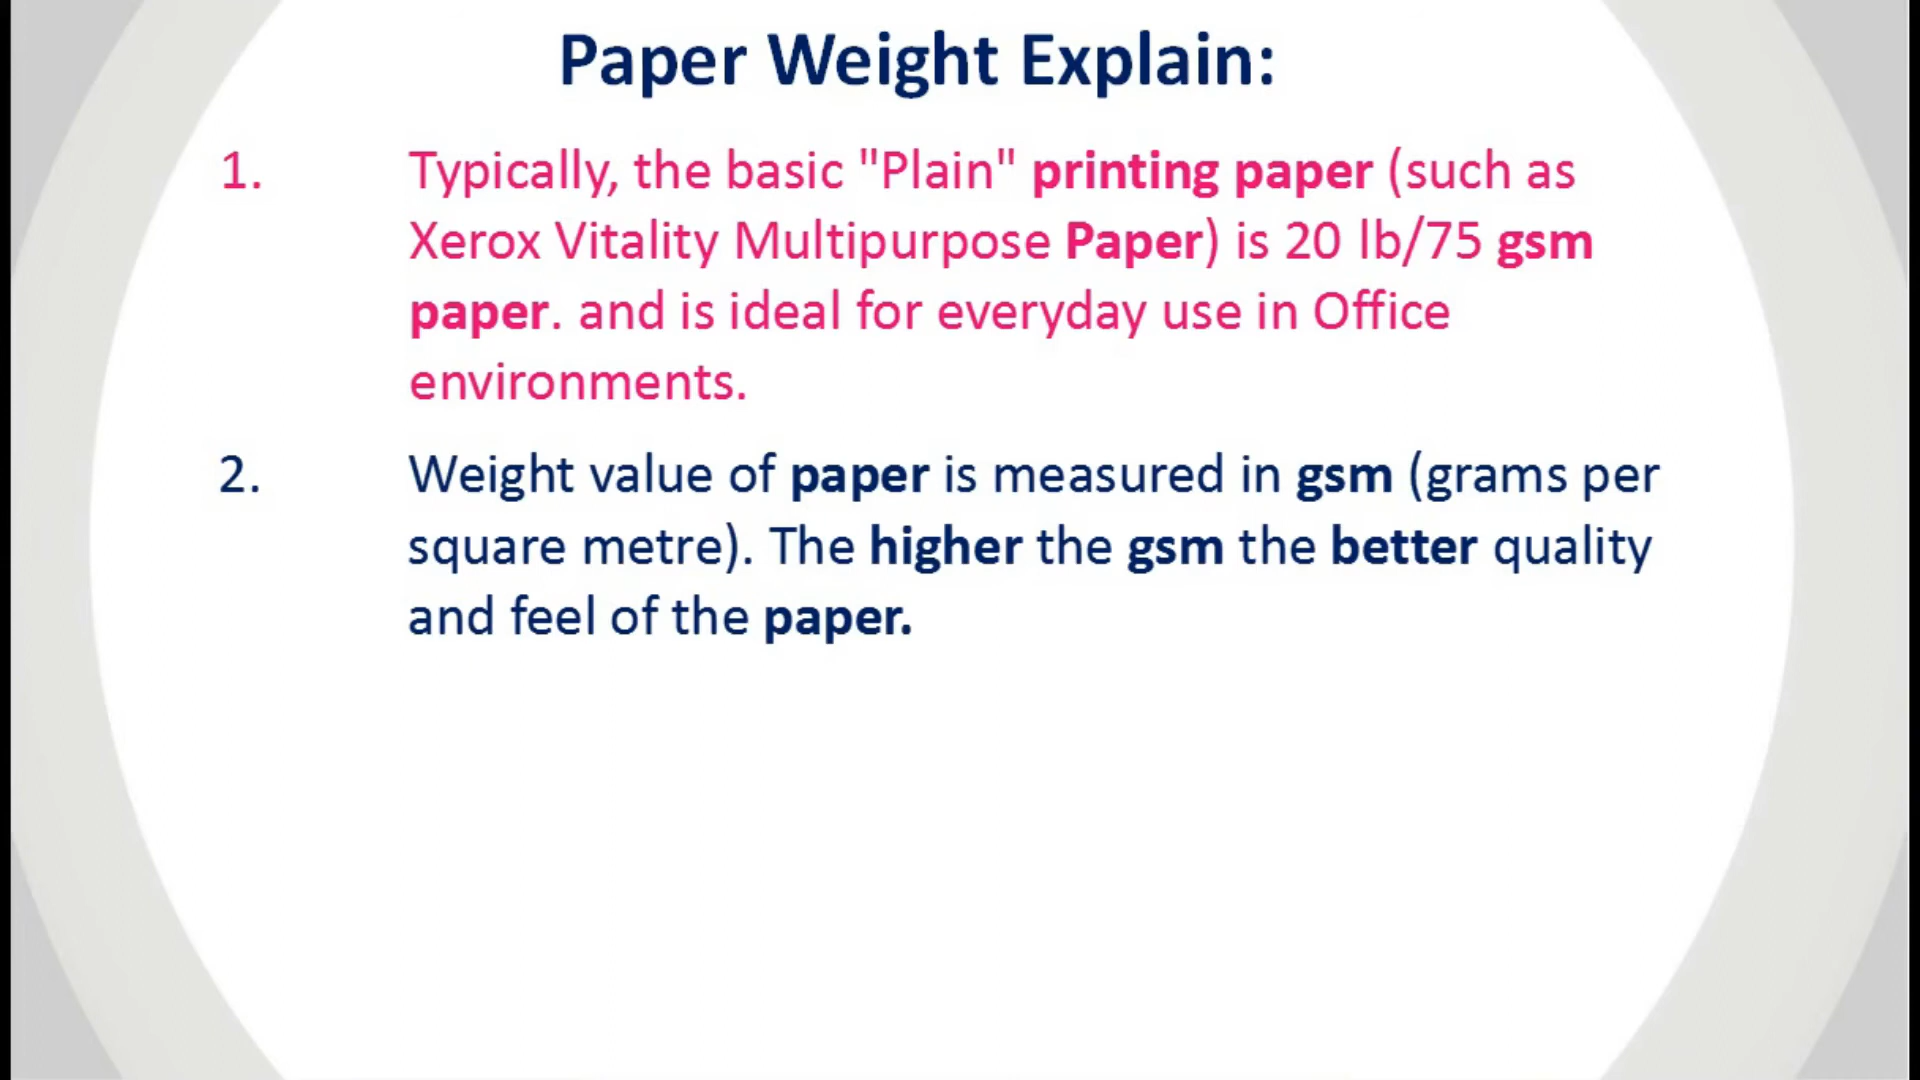 Paper Weight Explain:
1. Typically, the basic "Plain" printing paper (such as
Xerox Vitality Multipurpose Paper) is 20 lb/75 gsm
paper. and is ideal for everyday use in Office
environments.
2. Weight value of paper is measured in gsm (grams per
square metre). The higher the gsm the better quality
and feel of the paper.